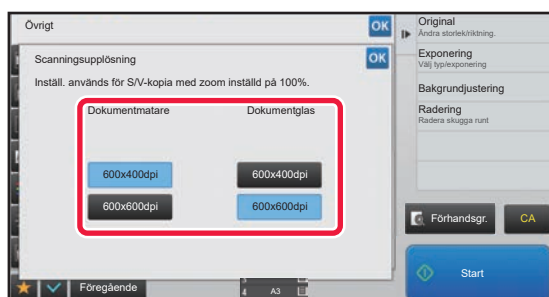 Övrigt
OK
Scanningsupplösning
OK
Inställ. används för S/V-kopia med zoom inställd på 100%.
Dokumentmatare
Dokumentglas
600x400dpi
600x400dpi
600x600dpi
600x600dpi
Original
Ändra storlek/riktning.
Exponering
Välj typ/exponering
Bakgrundjustering
Radering
Radera skugga runt
Förhandsgr.
CA
Start
Föregående
4
A3